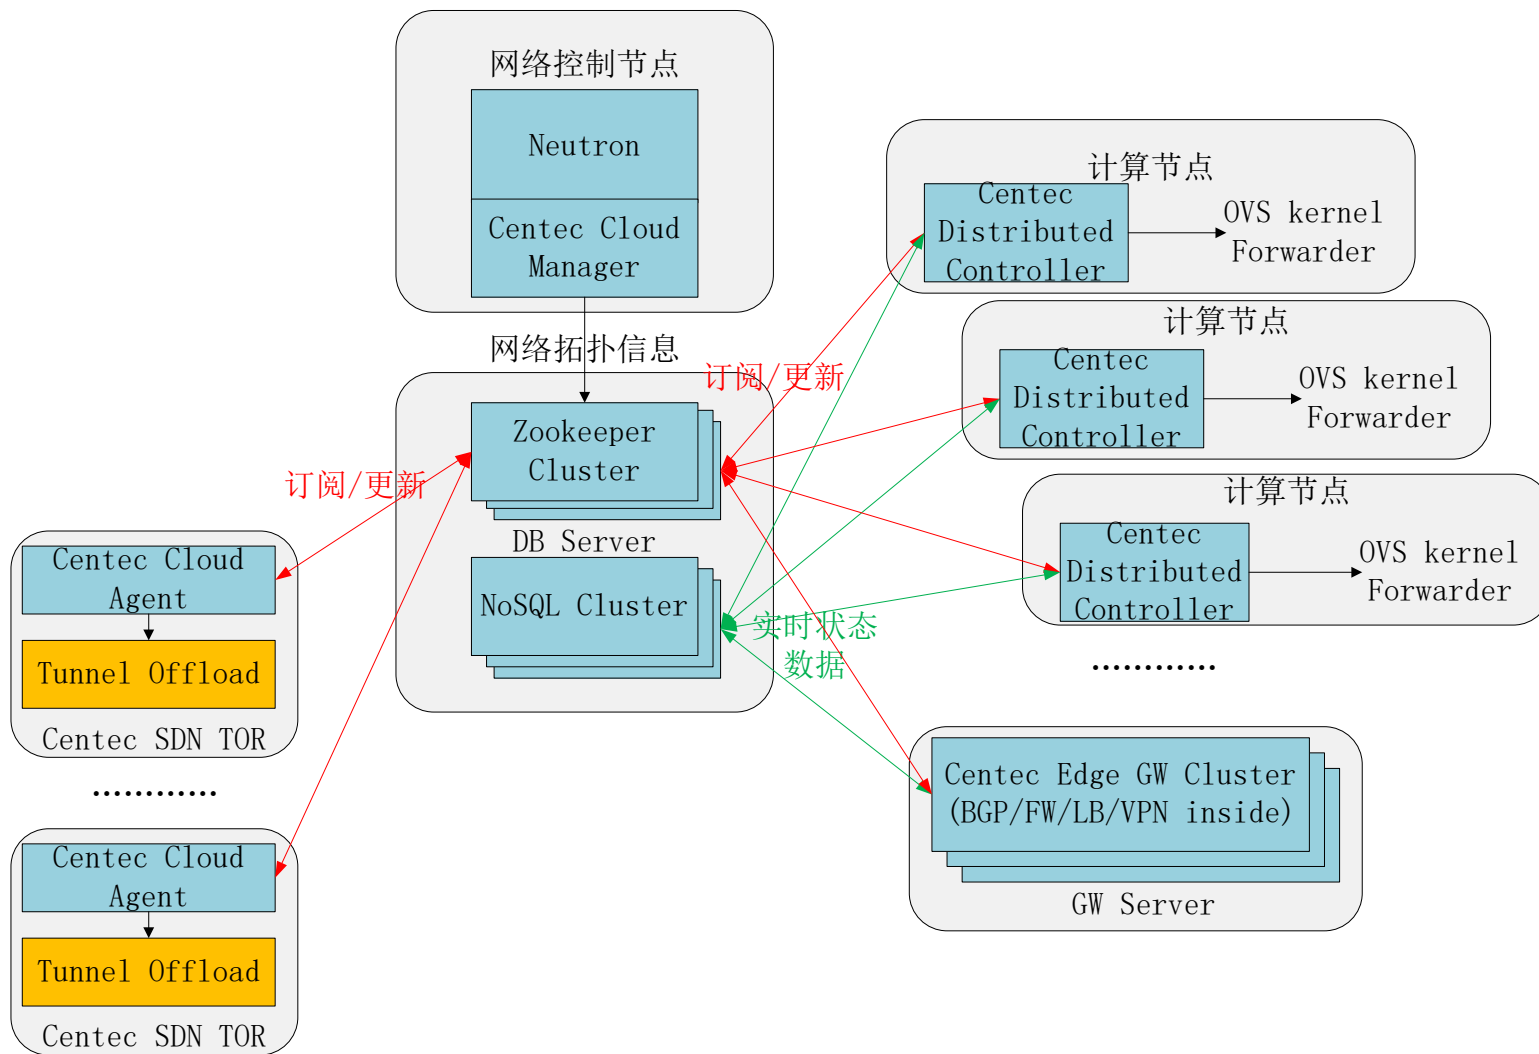 网络控制节点
Neutron
Centec Cloud
Manager
网络拓扑信息
订阅/更新
Zookeeper
Cluster
DB Server
NoSQL Cluster
实时状态
数据
订阅/更新
Centec Cloud
Agent
Tunnel Offload
Centec SDN TOR
…………
Centec Cloud
Agent
Tunnel Offload
Centec SDN TOR
计算节点
Centec
Distributed
Controller
OVS kernel
Forwarder
计算节点
Centec
Distributed
Controller
OVS kernel
Forwarder
计算节点
Centec
Distributed
Controller
OVS kernel
Forwarder
…………
Centec Edge GW Cluster
(BGP/FW/LB/VPN inside)
GW Server